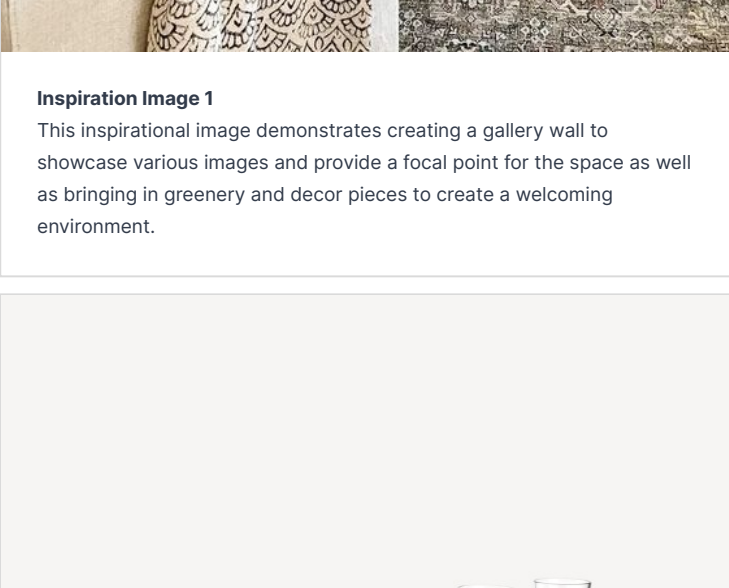 Inspiration Image 1
This inspirational image demonstrates creating a gallery wall to
showcase various images and provide a focal point for the space as well
as bringing in greenery and decor pieces to create a welcoming
environment.